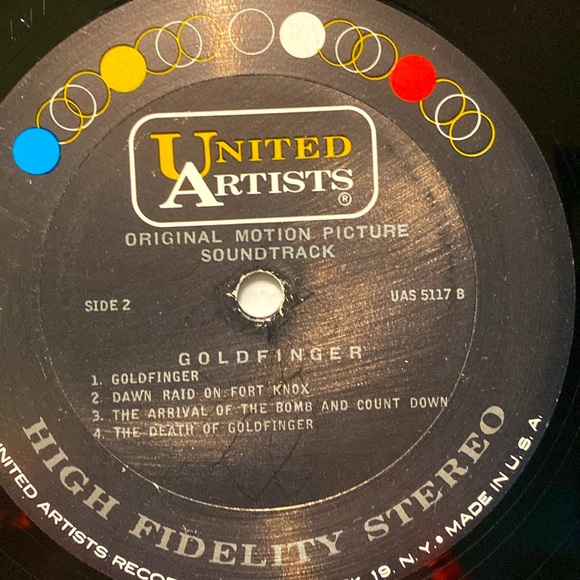 UNITED
ARTISTS
®
ORIGINAL MOTION PICTURE
SOUNDTRACK
SIDE 2
UAS 5117 B
GOLDFINGER
1. GOLDFINGER
2. DAWN RAID ON FORT KNOX
3. THE ARRIVAL OF THE BOMB AND COUNT DOWN
4. THE DEATH OF GOLDFINGER
HIGH FIDELITY STEREO
UNITED ARTISTS RECOR 19, N.Y. • MADE IN U.S.A.